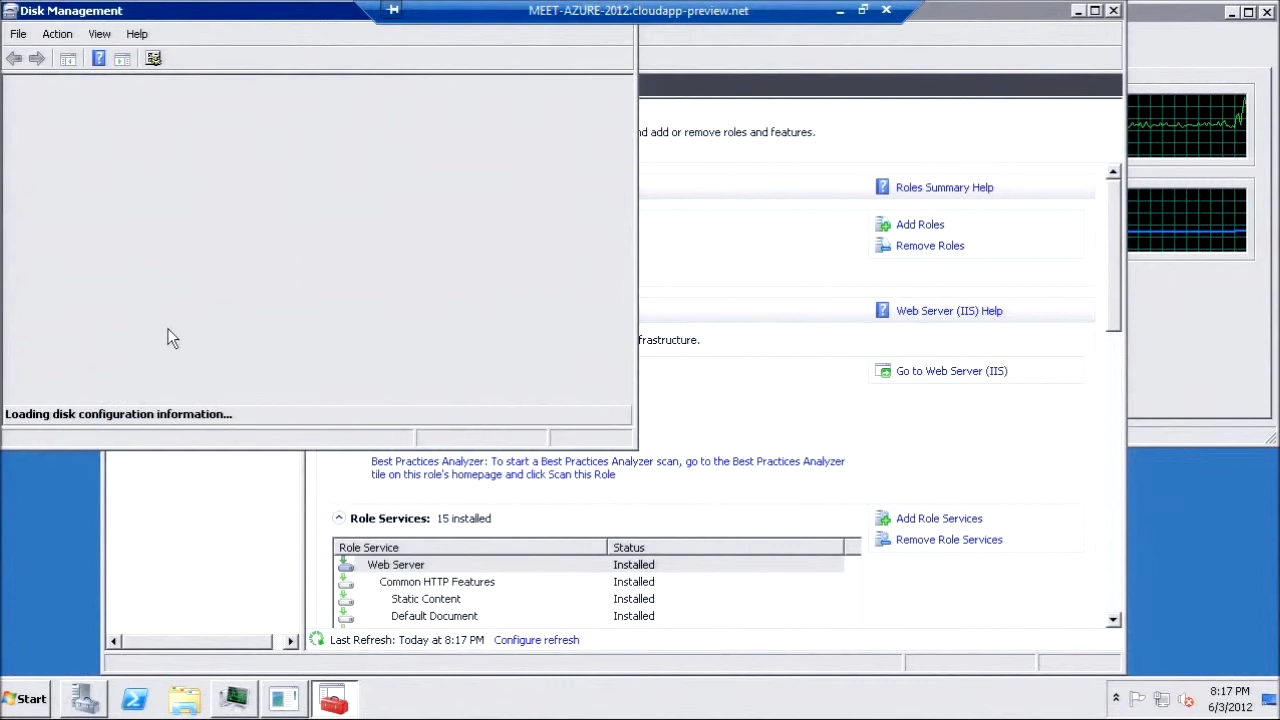 Disk Management
MEET-AZURE-2012.cloudapp-preview.net
File Action View Help
nd add or remove roles and features.
Roles Summary Help
Add Roles
Remove Roles
Web Server (IIS) Help
frastructure.
Go to Web Server (IIS)
Loading disk configuration information...
Best Practices Analyzer: To start a Best Practices Analyzer scan, go to the Best Practices Analyzer
tile on this role's homepage and click Scan this Role
Role Services: 15 installed
Add Role Services
Remove Role Services
Role Service Status
Web Server Installed
Common HTTP Features Installed
Static Content Installed
Default Document Installed
Last Refresh: Today at 8:17 PM Configure refresh
Start
8:17 PM
6/3/2012